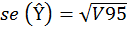 se (Ŷ) = √V95